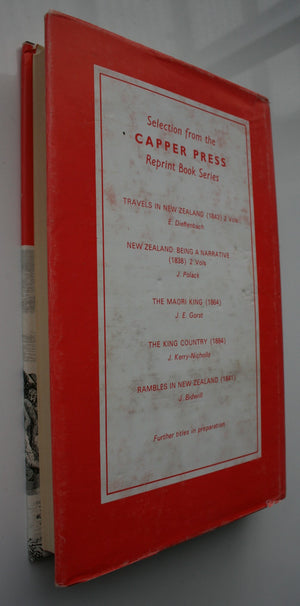 Selection from the
CAPPER PRESS
Reprint Book Series
TRAVELS IN NEW ZEALAND (1843) 2 Vols
E. Dieffenbach
NEW ZEALAND: BEING A NARRATIVE
(1838) 2 Vols
J. Polack
THE MAORI KING (1864)
J. E. Gorst
THE KING COUNTRY (1884)
J. Kerry-Nicholls
RAMBLES IN NEW ZEALAND (1841)
J. Bidwill
Further titles in preparation